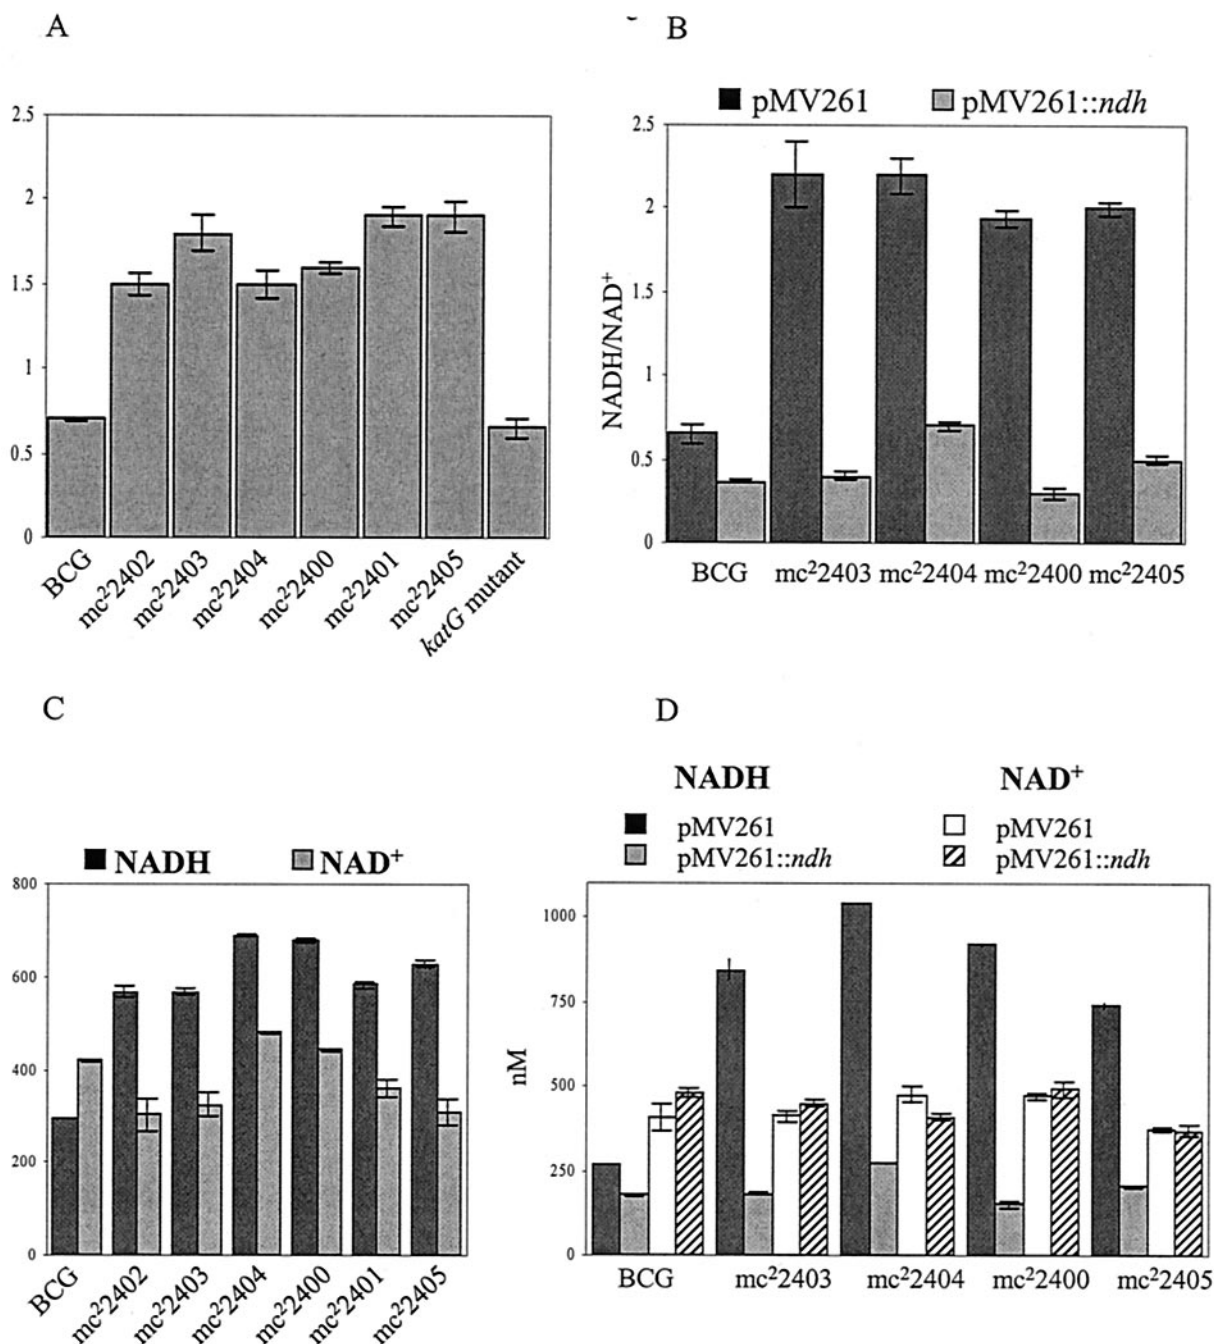 A
2.5
2
1.5
1
0.5
0
BCG
mc²2402
mc²2403
mc²2404
mc²2400
mc²2401
mc²2405
katG mutant
B
pMV261 pMV261::ndh
NADH/NAD⁺
2.5
2
1.5
1
0.5
0
BCG mc²2403 mc²2404 mc²2400 mc²2405
C
NADH NAD⁺
800
600
400
200
0
BCG
mc²2402
mc²2403
mc²2404
mc²2400
mc²2401
mc²2405
D
NADH NAD⁺
pMV261 pMV261
pMV261::ndh pMV261::ndh
nM
1000
750
500
250
0
BCG mc²2403 mc²2404 mc²2400 mc²2405